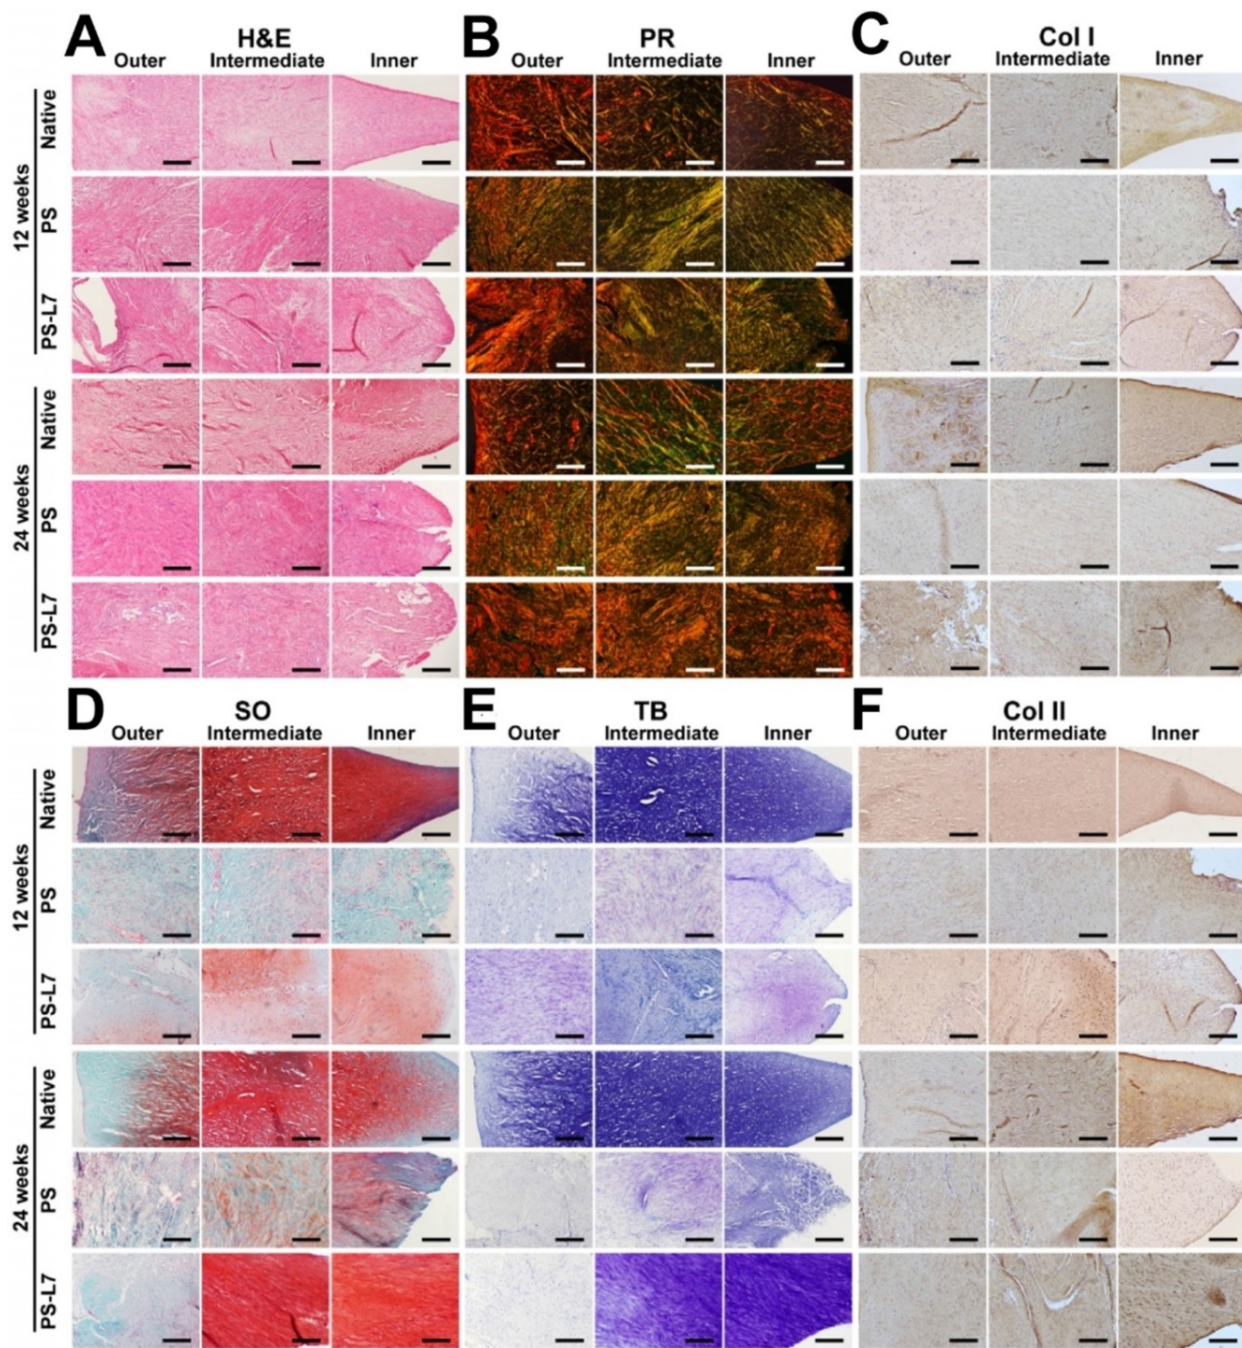 A H&E B PR C Col I
Outer Intermediate Inner Outer Intermediate Inner Outer Intermediate Inner
12 weeks
Native
PS
PS-L7
24 weeks
Native
PS
PS-L7
D SO E TB F Col II
Outer Intermediate Inner Outer Intermediate Inner Outer Intermediate Inner
12 weeks
Native
PS
PS-L7
24 weeks
Native
PS
PS-L7